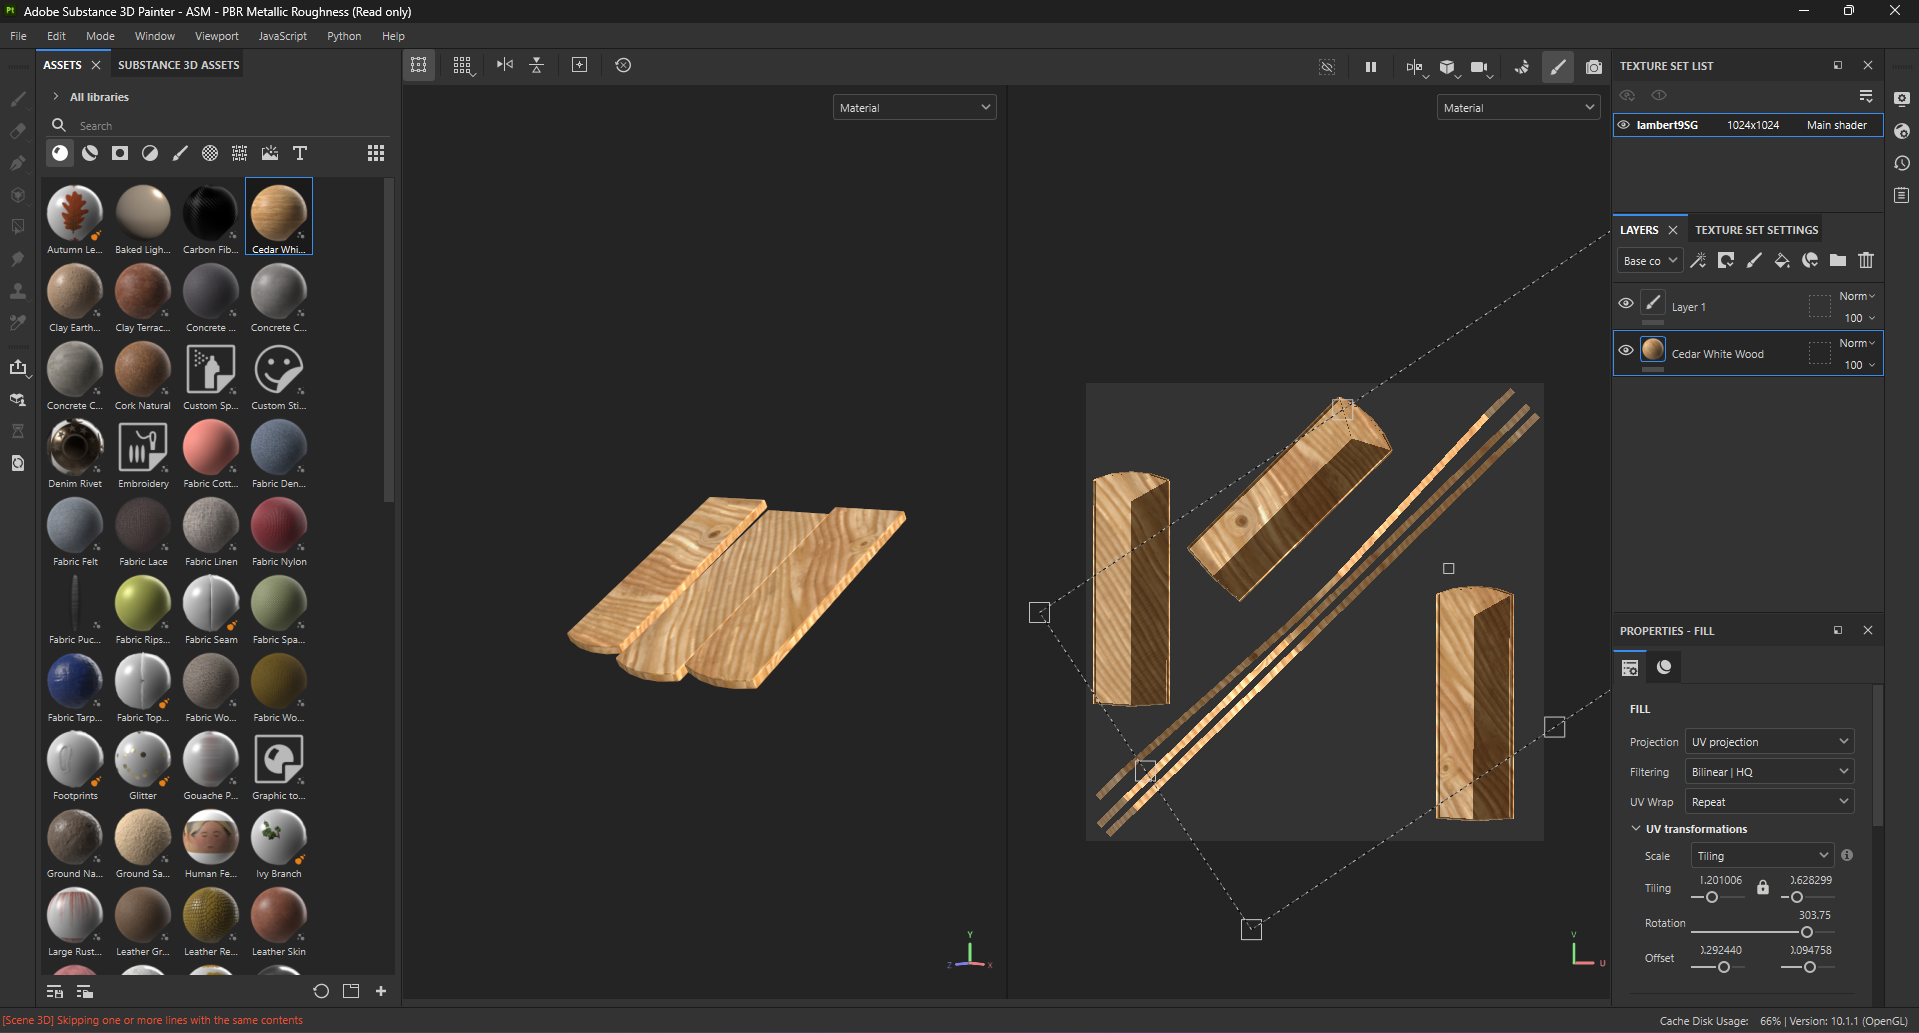 Pt Adobe Substance 3D Painter - ASM - PBR Metallic Roughness (Read only)
File Edit Mode Window Viewport JavaScript Python Help
ASSETS SUBSTANCE 3D ASSETS
All libraries
Search
Autumn Le... Baked Ligh... Carbon Fib... Cedar Whi...
Clay Earth... Clay Terrac... Concrete ... Concrete C...
Concrete C... Cork Natural Custom Sp... Custom Sti...
Denim Rivet Embroidery Fabric Cott... Fabric Den...
Fabric Felt Fabric Lace Fabric Linen Fabric Nylon
Fabric Puc... Fabric Rips... Fabric Seam Fabric Spa...
Fabric Tarp... Fabric Top... Fabric Wo... Fabric Wo...
Footprints Glitter Gouache P... Graphic to...
Ground Na... Ground Sa... Human Fe... Ivy Branch
Large Rust... Leather Gr... Leather Re... Leather Skin
Material
Y
Z X
Material
V
U
TEXTURE SET LIST
lambert9SG 1024x1024 Main shader
LAYERS TEXTURE SET SETTINGS
Base co
Layer 1 Norm
100
Cedar White Wood Norm
100
PROPERTIES - FILL
FILL
Projection UV projection
Filtering Bilinear | HQ
UV Wrap Repeat
UV transformations
Scale Tiling
Tiling .201006 .628299
Rotation 303.75
Offset .292440 .094758
[Scene 3D] Skipping one or more lines with the same contents
Cache Disk Usage: 66% | Version: 10.1.1 (OpenGL)